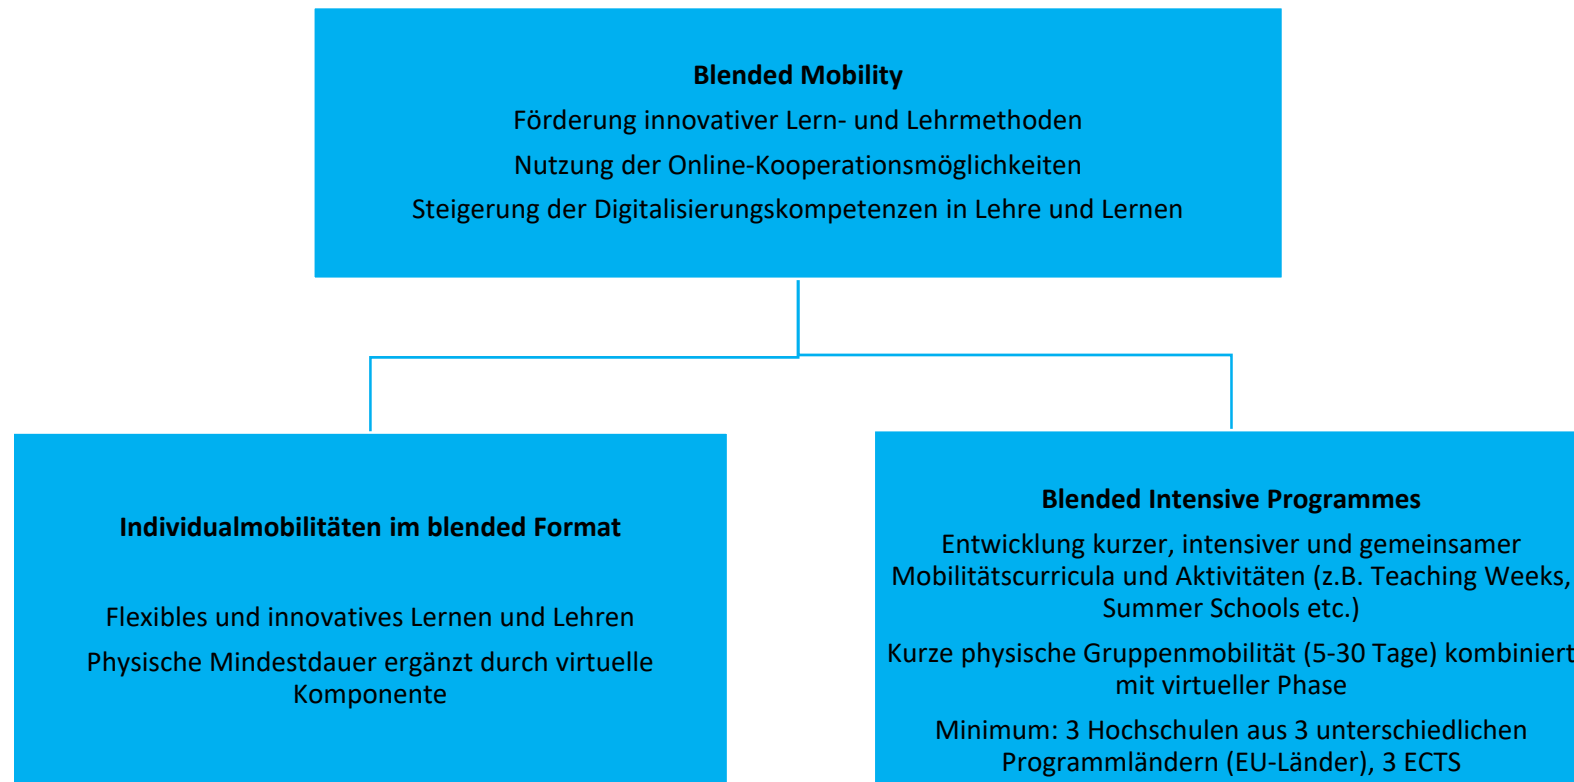 Blended Mobility
Förderung innovativer Lern- und Lehrmethoden
Nutzung der Online-Kooperationsmöglichkeiten
Steigerung der Digitalisierungskompetenzen in Lehre und Lernen
Individualmobilitäten im blended Format
Flexibles und innovatives Lernen und Lehren
Physische Mindestdauer ergänzt durch virtuelle
Komponente
Blended Intensive Programmes
Entwicklung kurzer, intensiver und gemeinsamer
Mobilitätscurricula und Aktivitäten (z.B. Teaching Weeks,
Summer Schools etc.)
Kurze physische Gruppenmobilität (5-30 Tage) kombiniert
mit virtueller Phase
Minimum: 3 Hochschulen aus 3 unterschiedlichen
Programmländern (EU-Länder), 3 ECTS